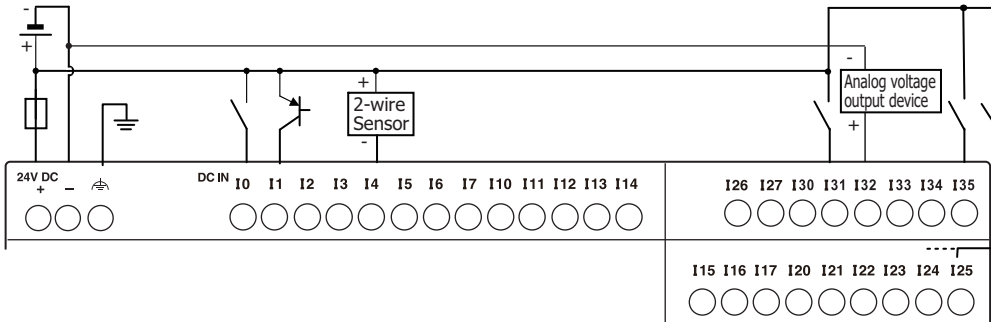 -
+
+
2-wire
Sensor
-
-
Analog voltage
output device
+
24V DC
+ −
DC IN I0 I1 I2 I3 I4 I5 I6 I7 I10 I11 I12 I13 I14
I26 I27 I30 I31 I32 I33 I34 I35
I15 I16 I17 I20 I21 I22 I23 I24 I25